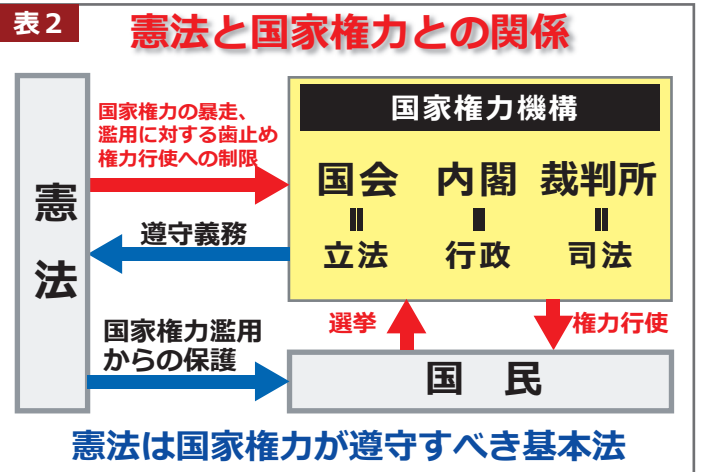 表2
憲法と国家権力との関係
憲法
国家権力の暴走、
濫用に対する歯止め
権力行使への制限
遵守義務
国家権力機構
国会 内閣 裁判所
立法 行政 司法
選挙
権力行使
国家権力濫用
からの保護
国民
憲法は国家権力が遵守すべき基本法